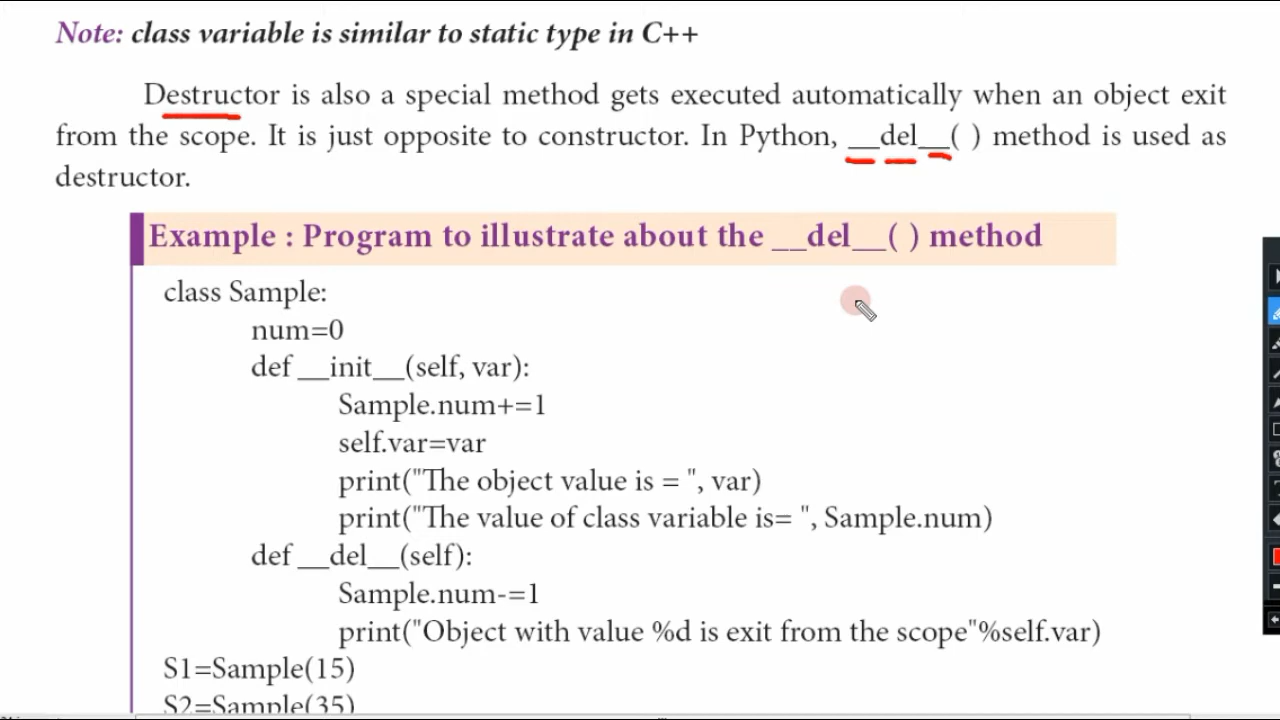 Note: class variable is similar to static type in C++
Destructor is also a special method gets executed automatically when an object exit
from the scope. It is just opposite to constructor. In Python, __del__( ) method is used as
destructor.
Example : Program to illustrate about the __del__( ) method
class Sample:
num=0
def __init__(self, var):
Sample.num+=1
self.var=var
print("The object value is = ", var)
print("The value of class variable is= ", Sample.num)
def __del__(self):
Sample.num-=1
print("Object with value %d is exit from the scope"%self.var)
S1=Sample(15)
S2=Sample(35)